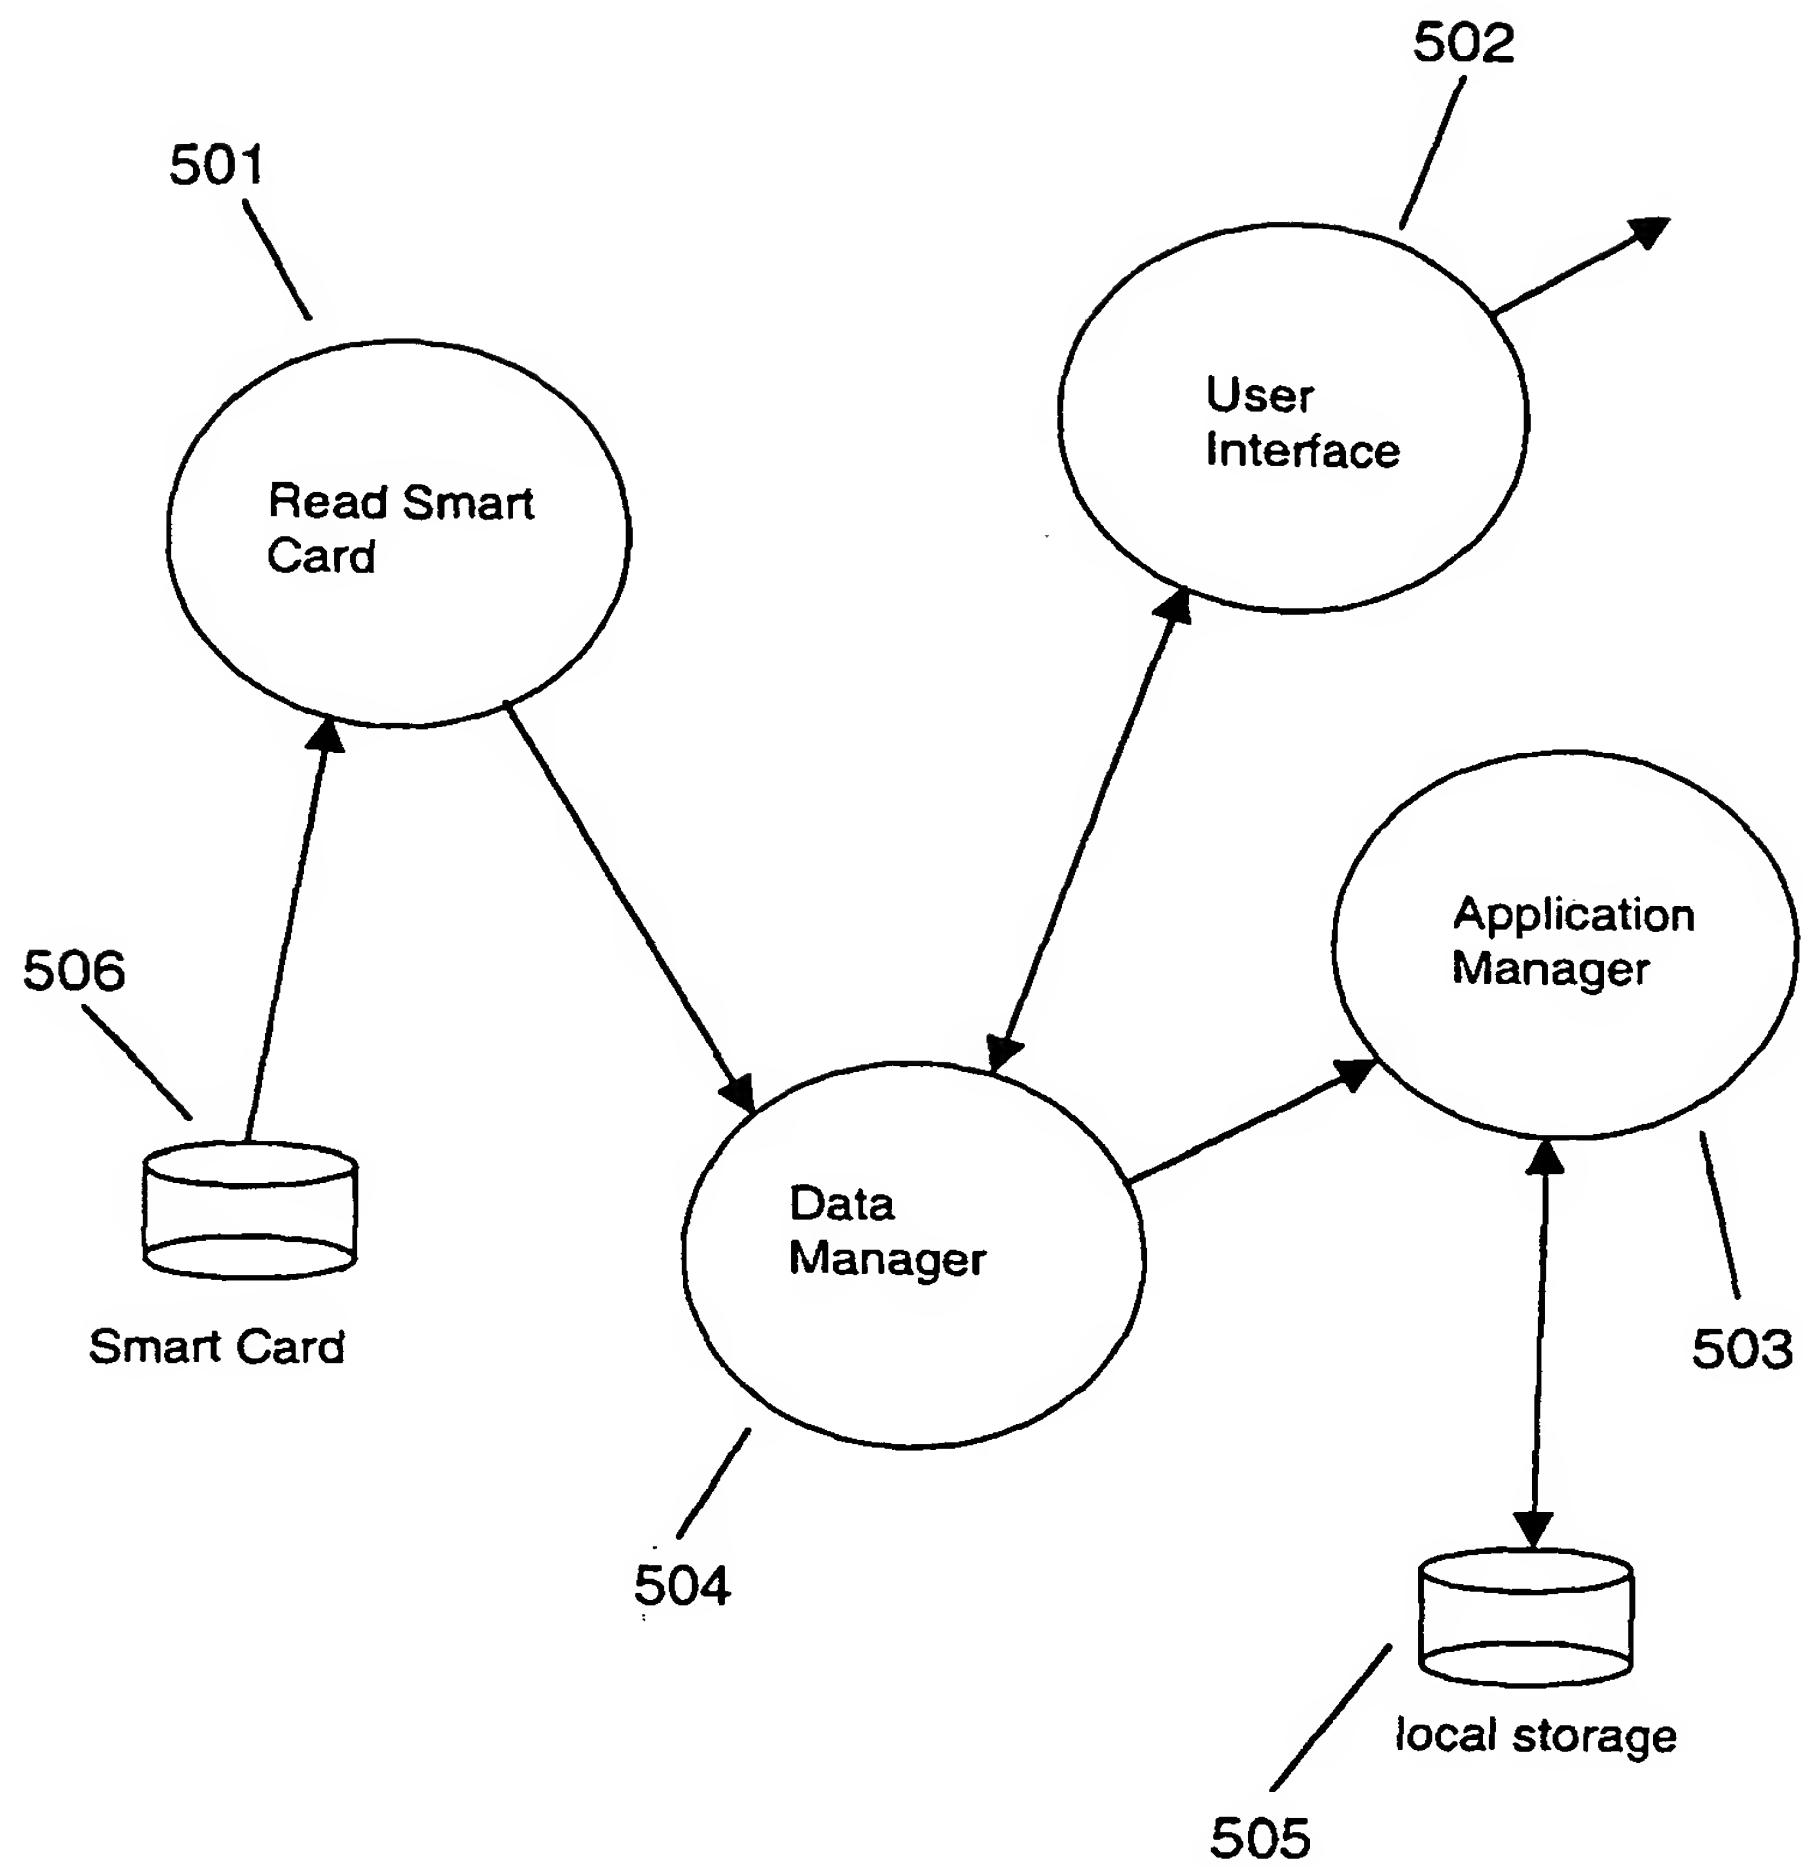 502
501
User
Interface
Read Smart
Card
Application
Manager
506
Data
Manager
Smart Card
503
504
local storage
505